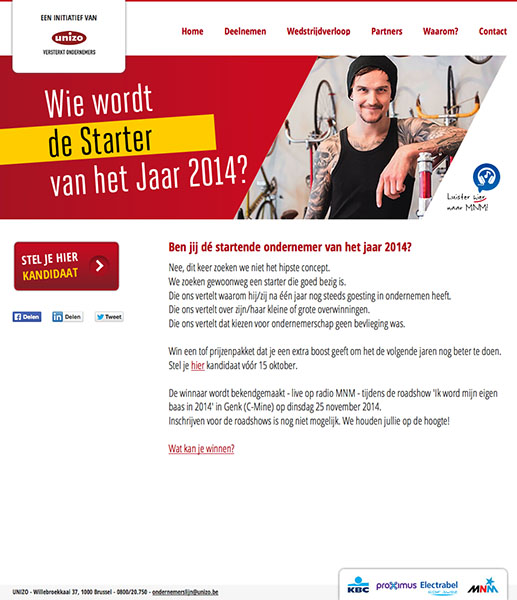 EEN INITIATIEF VAN
unizo
VERSTERKT ONDERNEMERS
Home Deelnemen Wedstrijdverloop Partners Waarom? Contact
Wie wordt
de Starter
van het Jaar 2014?
Luister
naar MNM!
STEL JE HIER
KANDIDAAT
Delen Delen Tweet
Ben jij dé startende ondernemer van het jaar 2014?
Nee, dit keer zoeken we niet het hipste concept.
We zoeken gewoonweg een starter die goed bezig is.
Die ons vertelt waarom hij/zij na één jaar nog steeds goesting in ondernemen heeft.
Die ons vertelt over zijn/haar kleine of grote overwinningen.
Die ons vertelt dat kiezen voor ondernemerschap geen bevlieging was.
Win een tof prijzenpakket dat je een extra boost geeft om het de volgende jaren nog beter te doen.
Stel je hier kandidaat vóór 15 oktober.
De winnaar wordt bekendgemaakt - live op radio MNM - tijdens de roadshow 'Ik word mijn eigen
baas in 2014' in Genk (C-Mine) op dinsdag 25 november 2014.
Inschrijven voor de roadshows is nog niet mogelijk. We houden jullie op de hoogte!
Wat kan je winnen?
UNIZO - Willebroekkaai 37, 1000 Brussel - 0800/20.750 - ondernemerslijn@unizo.be
KBC proximus Electrabel MNM